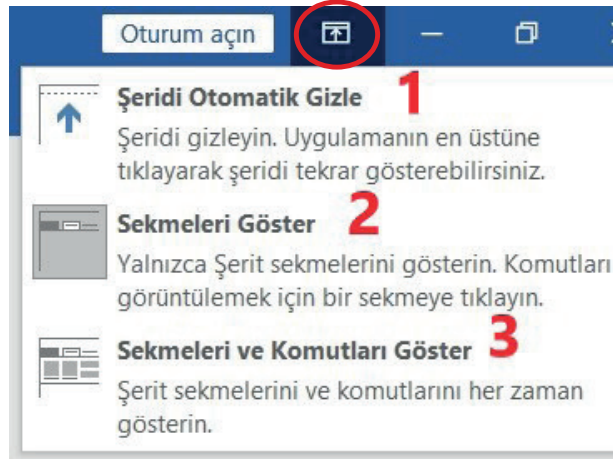 Oturum açın
Şeridi Otomatik Gizle 1
Şeridi gizleyin. Uygulamanın en üstüne
tıklayarak şeridi tekrar gösterebilirsiniz.
Sekmeleri Göster 2
Yalnızca Şerit sekmelerini gösterin. Komutları
görüntülemek için bir sekmeye tıklayın.
Sekmeleri ve Komutları Göster 3
Şerit sekmelerini ve komutlarını her zaman
gösterin.